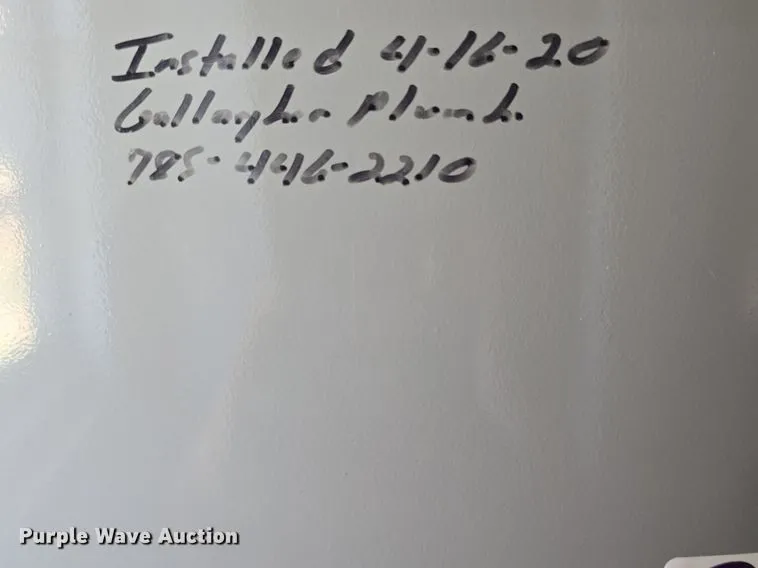 Installed 4-16-20
Gallagher Plumb.
785-446-2210
Purple Wave Auction